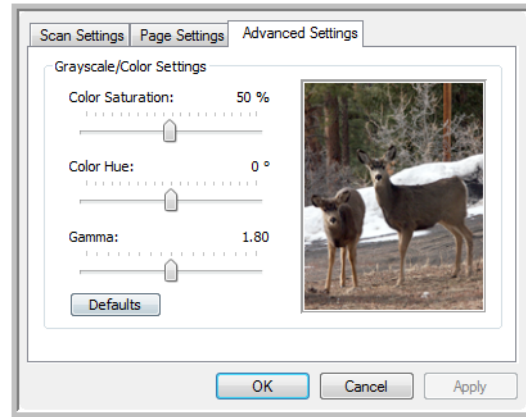 Scan Settings Page Settings Advanced Settings
Grayscale/Color Settings
Color Saturation: 50 %
Color Hue: 0 º
Gamma: 1.80
Defaults
OK Cancel Apply